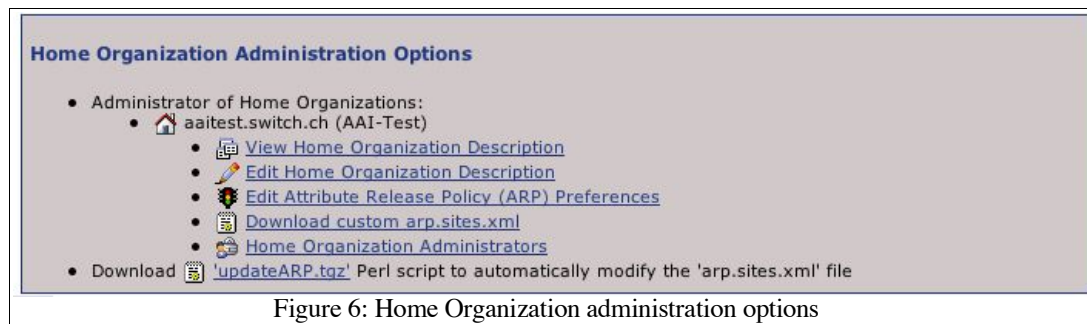 Home Organization Administration Options
Administrator of Home Organizations:
aaitest.switch.ch (AAI-Test)
View Home Organization Description
Edit Home Organization Description
Edit Attribute Release Policy (ARP) Preferences
Download custom arp.sites.xml
Home Organization Administrators
Download 'updateARP.tgz' Perl script to automatically modify the 'arp.sites.xml' file
Figure 6: Home Organization administration options